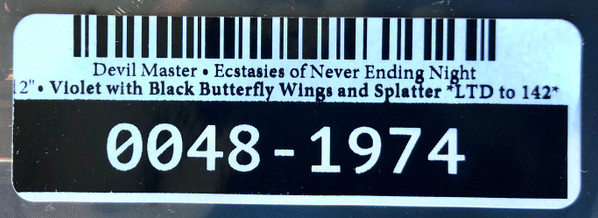 Devil Master • Ecstasies of Never Ending Night
12" • Violet with Black Butterfly Wings and Splatter *LTD to 142*
0048-1974